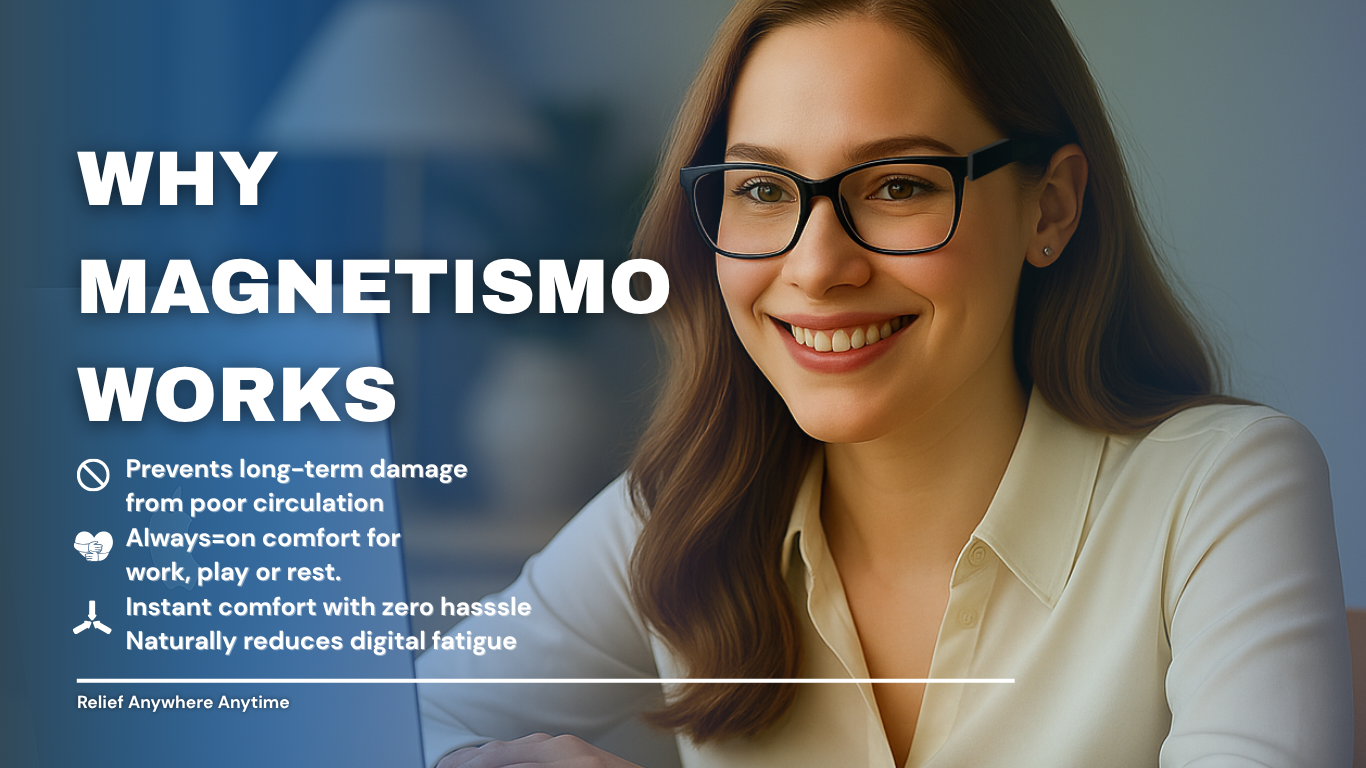 WHY
MAGNETISMO
WORKS
Prevents long-term damage
from poor circulation
Always=on comfort for
work, play or rest.
Instant comfort with zero hasssle
Naturally reduces digital fatigue
Relief Anywhere Anytime